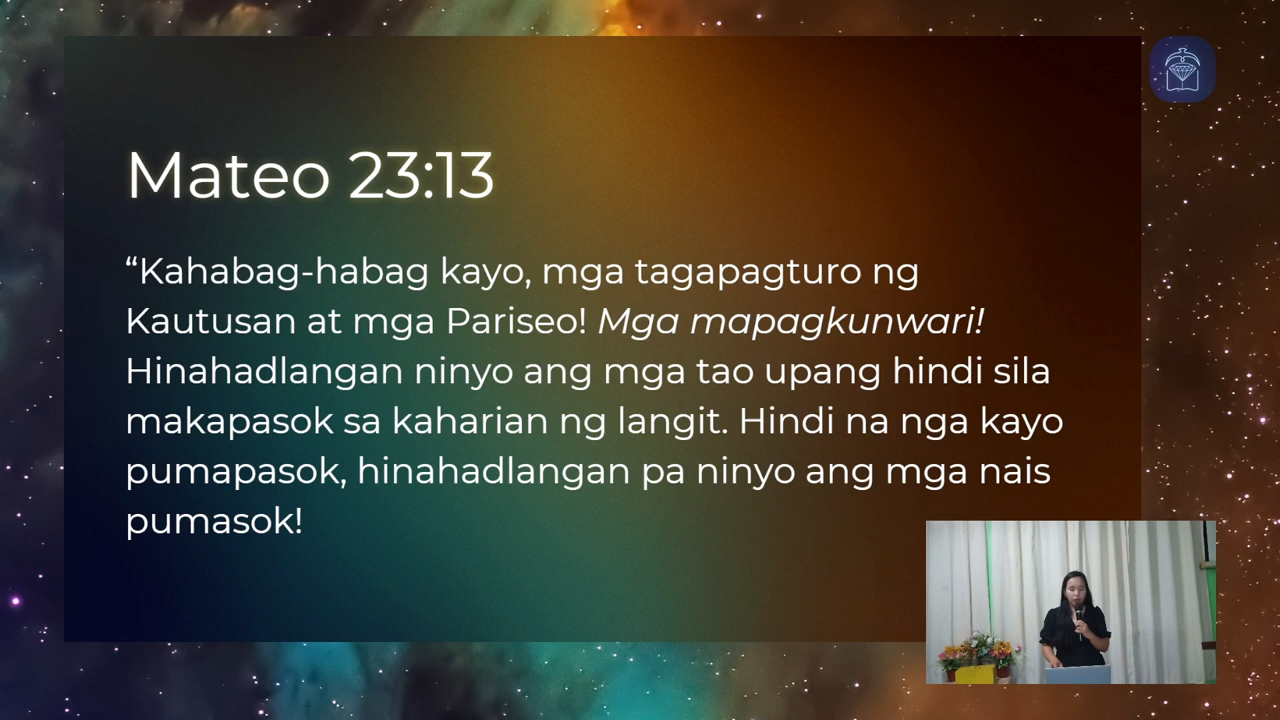 Mateo 23:13
“Kahabag-habag kayo, mga tagapagturo ng
Kautusan at mga Pariseo! Mga mapagkunwari!
Hinahadlangan ninyo ang mga tao upang hindi sila
makapasok sa kaharian ng langit. Hindi na nga kayo
pumapasok, hinahadlangan pa ninyo ang mga nais
pumasok!